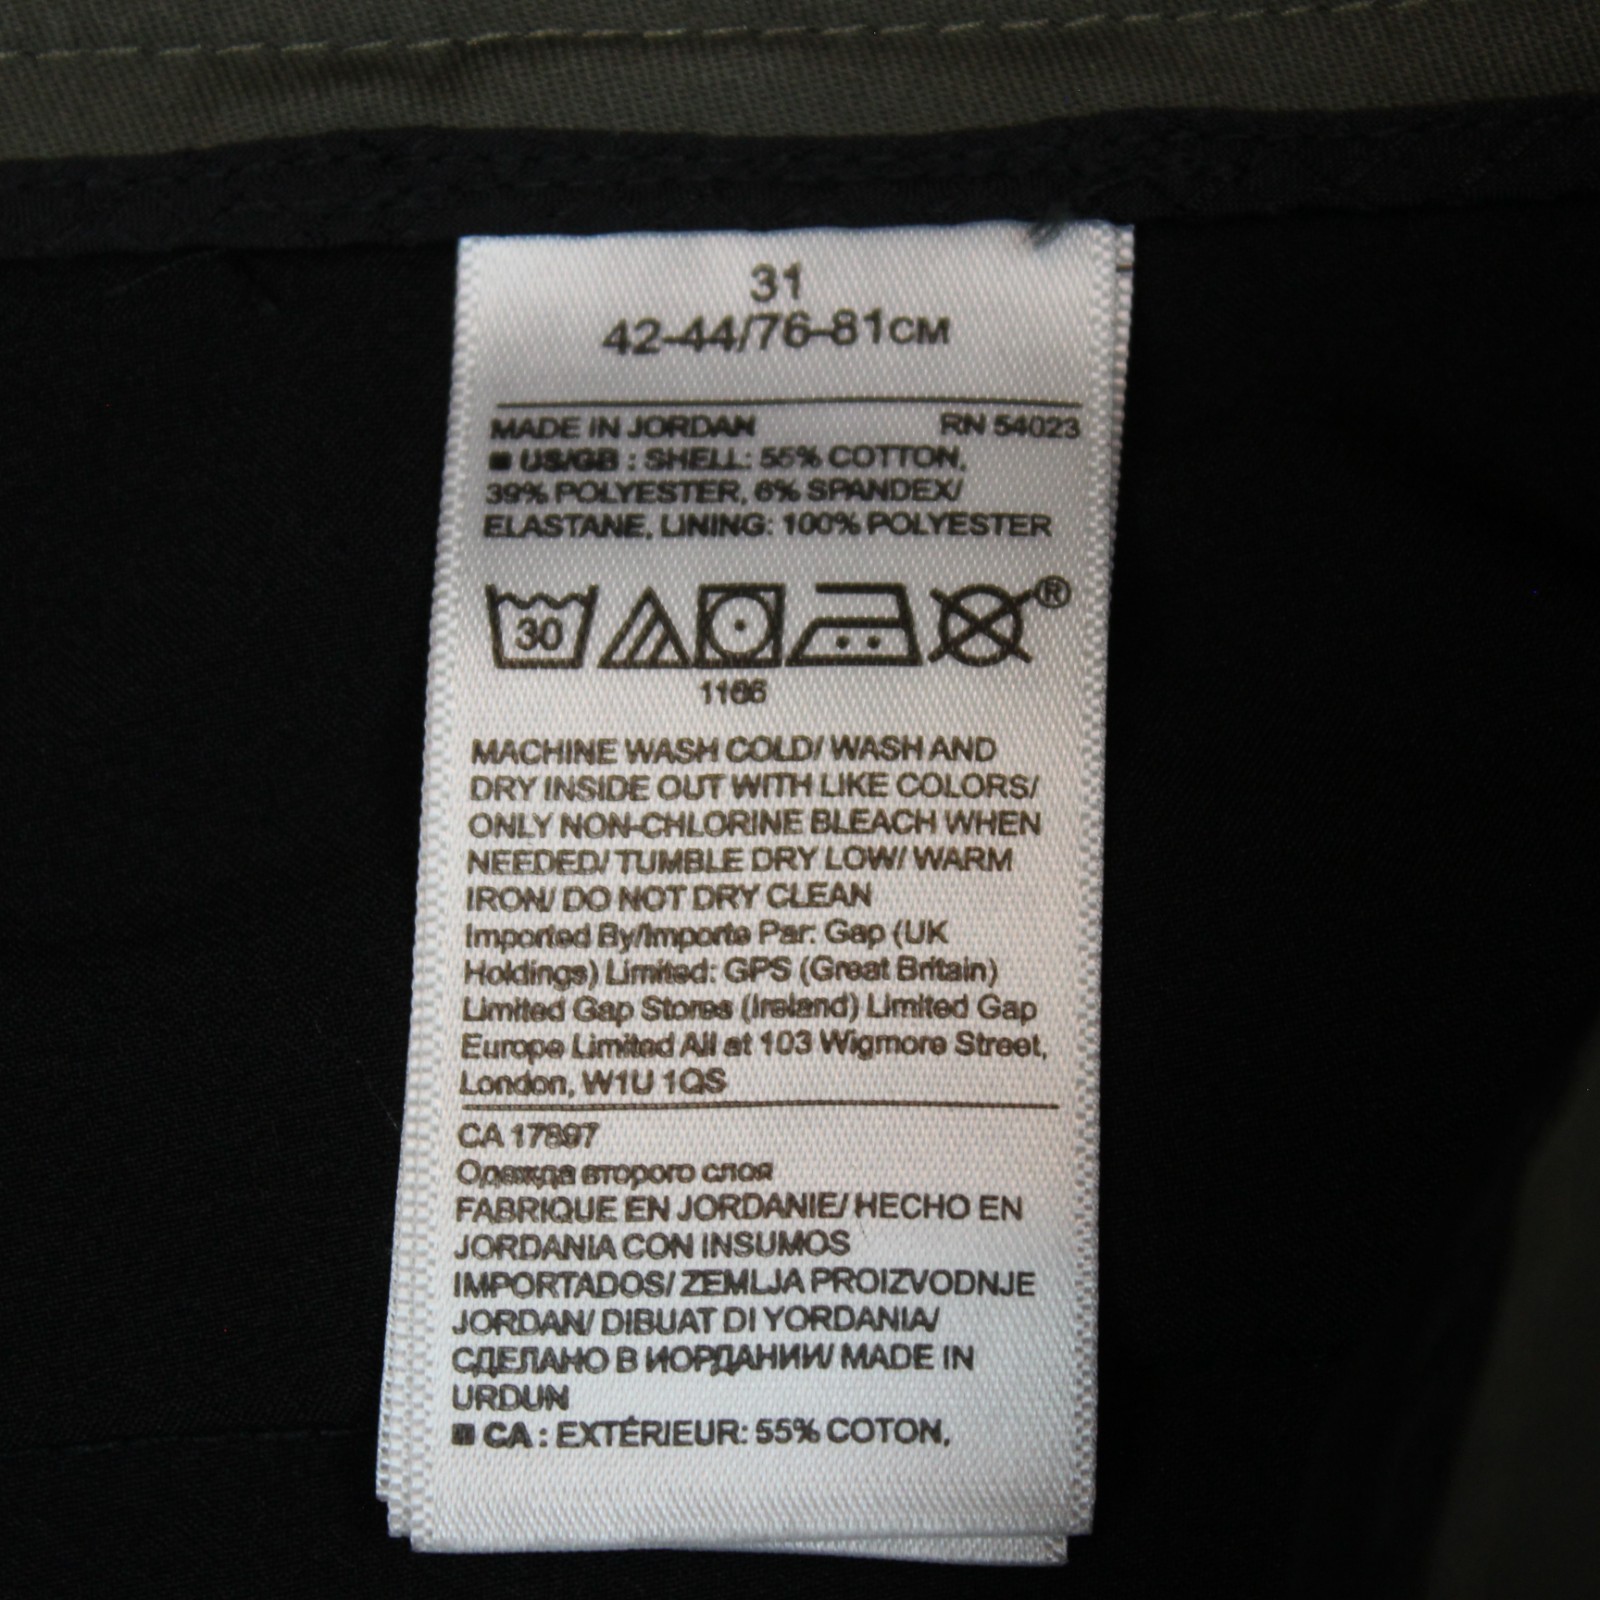 31
42-44/76-81CM
MADE IN JORDAN RN 54023
■ US/GB : SHELL: 55% COTTON,
39% POLYESTER, 6% SPANDEX/
ELASTANE, LINING: 100% POLYESTER
30 ®
1166
MACHINE WASH COLD/ WASH AND
DRY INSIDE OUT WITH LIKE COLORS/
ONLY NON-CHLORINE BLEACH WHEN
NEEDED/ TUMBLE DRY LOW/ WARM
IRON/ DO NOT DRY CLEAN
Imported By/Importe Par: Gap (UK
Holdings) Limited: GPS (Great Britain)
Limited Gap Stores (Ireland) Limited Gap
Europe Limited All at 103 Wigmore Street,
London, W1U 1QS
CA 17897
Одежда второго слоя
FABRIQUE EN JORDANIE/ HECHO EN
JORDANIA CON INSUMOS
IMPORTADOS/ ZEMLJA PROIZVODNJE
JORDAN/ DIBUAT DI YORDANIA/
СДЕЛАНО В ИОРДАНИИ/ MADE IN
URDUN
■ CA : EXTÉRIEUR: 55% COTON,